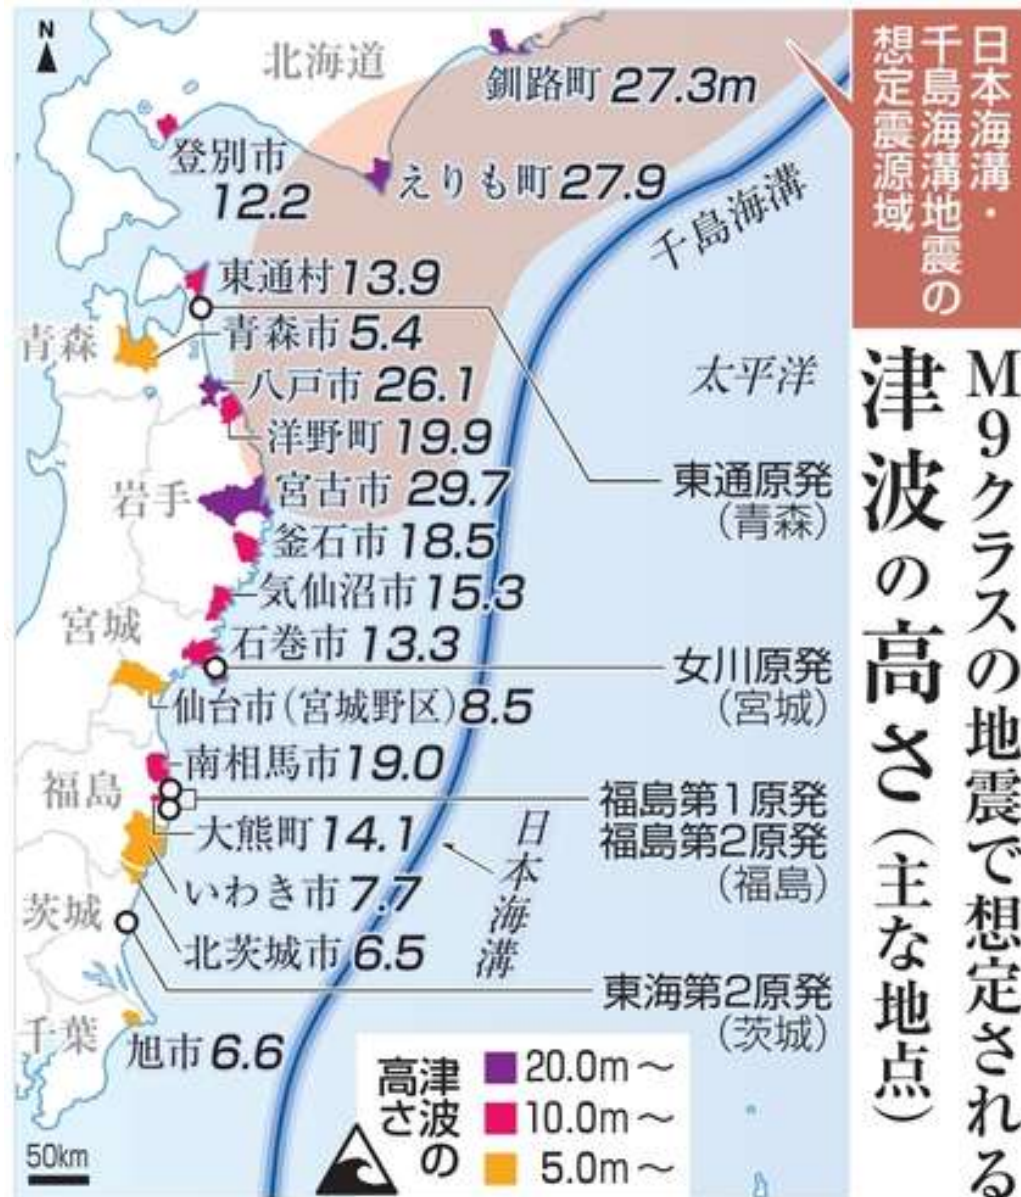 日本海溝・
千島海溝地震の
想定震源域
M9クラスの地震で想定される
津波の高さ(主な地点)
N
北海道
釧路町 27.3m
登別市
12.2
えりも町 27.9
千島海溝
東通村 13.9
青森
青森市 5.4
太平洋
八戸市 26.1
洋野町 19.9
岩手
宮古市 29.7
東通原発
(青森)
釜石市 18.5
気仙沼市 15.3
宮城
石巻市 13.3
女川原発
(宮城)
仙台市(宮城野区) 8.5
南相馬市 19.0
福島
福島第1原発
福島第2原発
(福島)
大熊町 14.1
日本海溝
いわき市 7.7
茨城
北茨城市 6.5
東海第2原発
(茨城)
千葉
旭市 6.6
津波の
高さ
20.0m～
10.0m～
5.0m～
50km